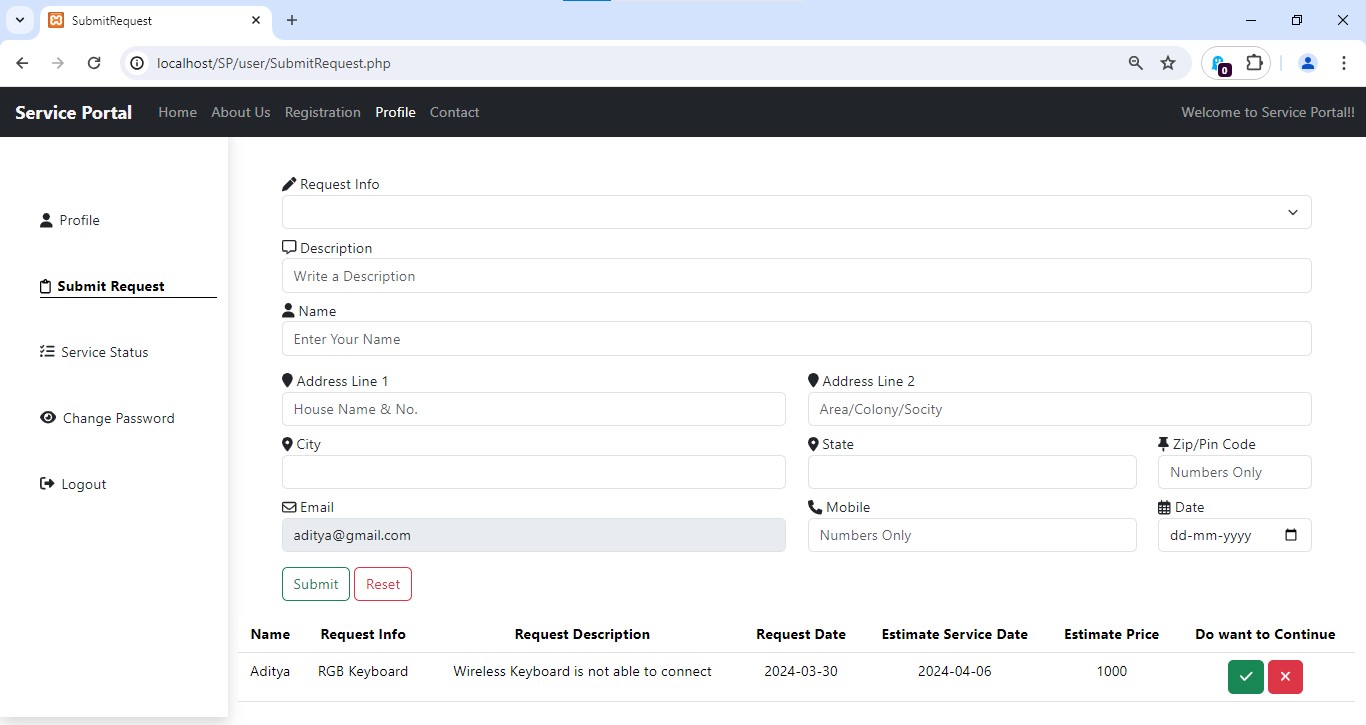 SubmitRequest
localhost/SP/user/SubmitRequest.php
0
Service Portal Home About Us Registration Profile Contact Welcome to Service Portal!!
Profile
Submit Request
Service Status
Change Password
Logout
Request Info
Description
Write a Description
Name
Enter Your Name
Address Line 1 Address Line 2
House Name & No. Area/Colony/Socity
City State Zip/Pin Code
Numbers Only
Email Mobile Date
aditya@gmail.com Numbers Only dd-mm-yyyy
Submit Reset
Name Request Info Request Description Request Date Estimate Service Date Estimate Price Do want to Continue
Aditya RGB Keyboard Wireless Keyboard is not able to connect 2024-03-30 2024-04-06 1000